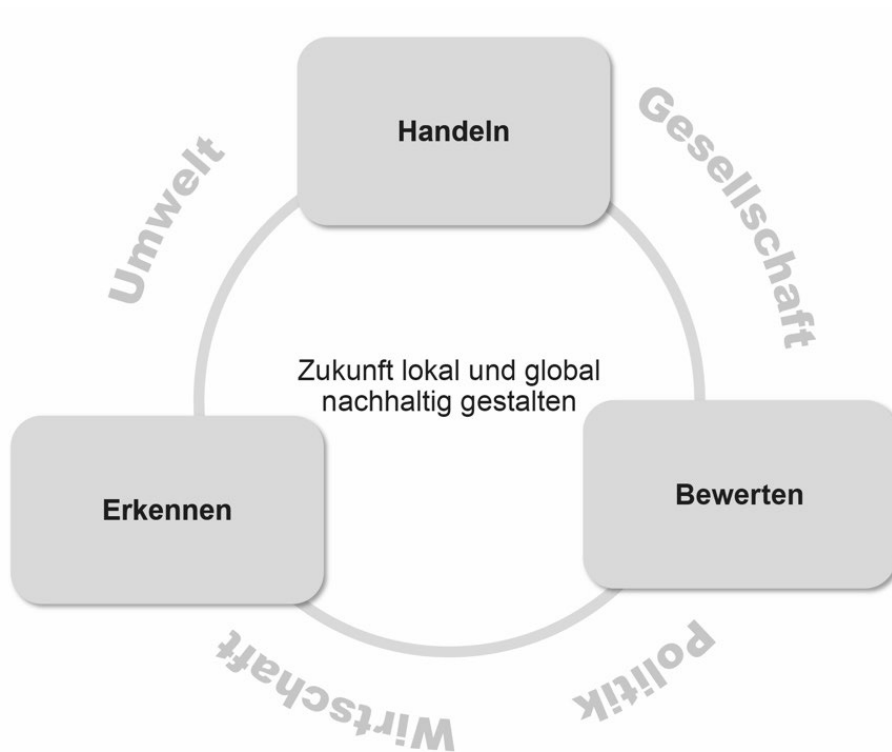 Handeln
Umwelt
Gesellschaft
Zukunft lokal und global
nachhaltig gestalten
Erkennen
Bewerten
Wirtschaft
Politik